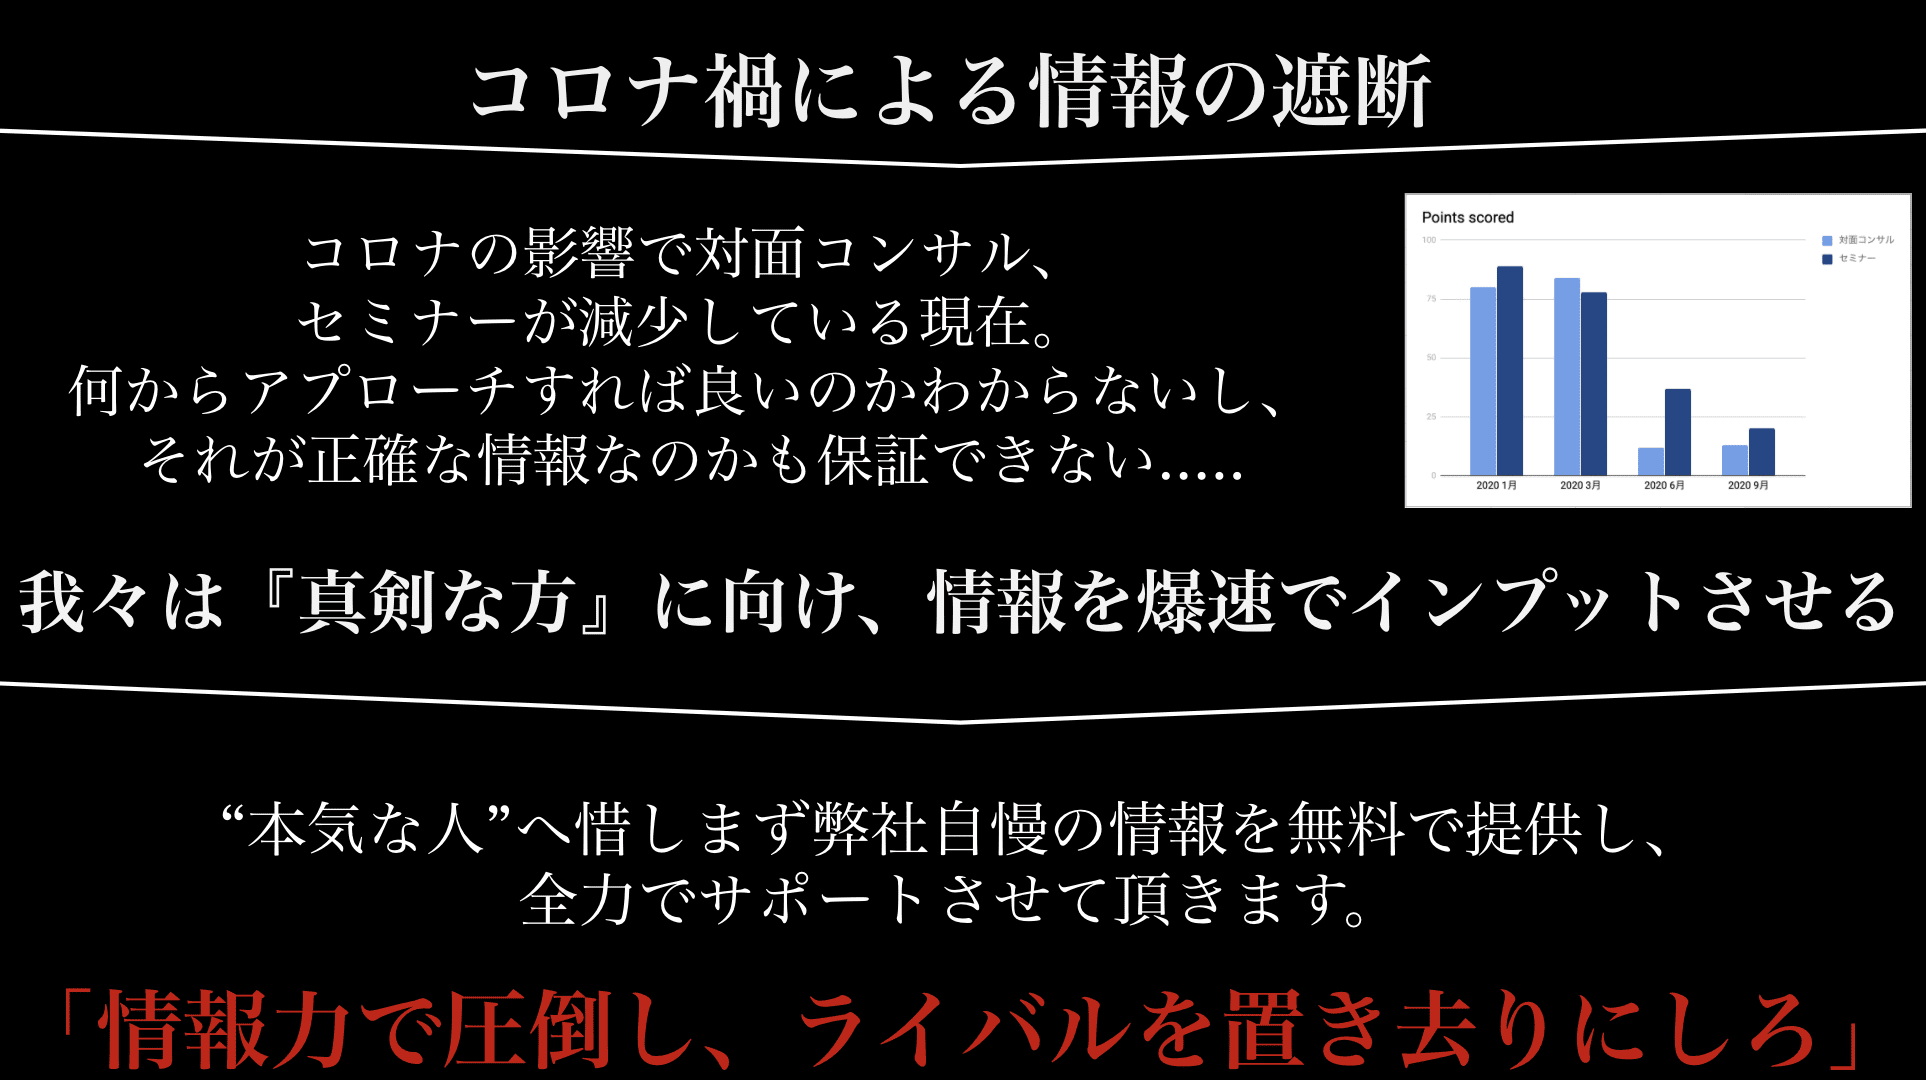 コロナ禍による情報の遮断
コロナの影響で対面コンサル、
セミナーが減少している現在。
何からアプローチすれば良いのかわからないし、
それが正確な情報なのかも保証できない.....
Points scored
100
75
50
25
0
2020 1月
2020 3月
2020 6月
2020 9月
対面コンサル
セミナー
我々は『真剣な方』に向け、情報を爆速でインプットさせる
“本気な人”へ惜しまず弊社自慢の情報を無料で提供し、
全力でサポートさせて頂きます。
「情報力で圧倒し、ライバルを置き去りにしろ」